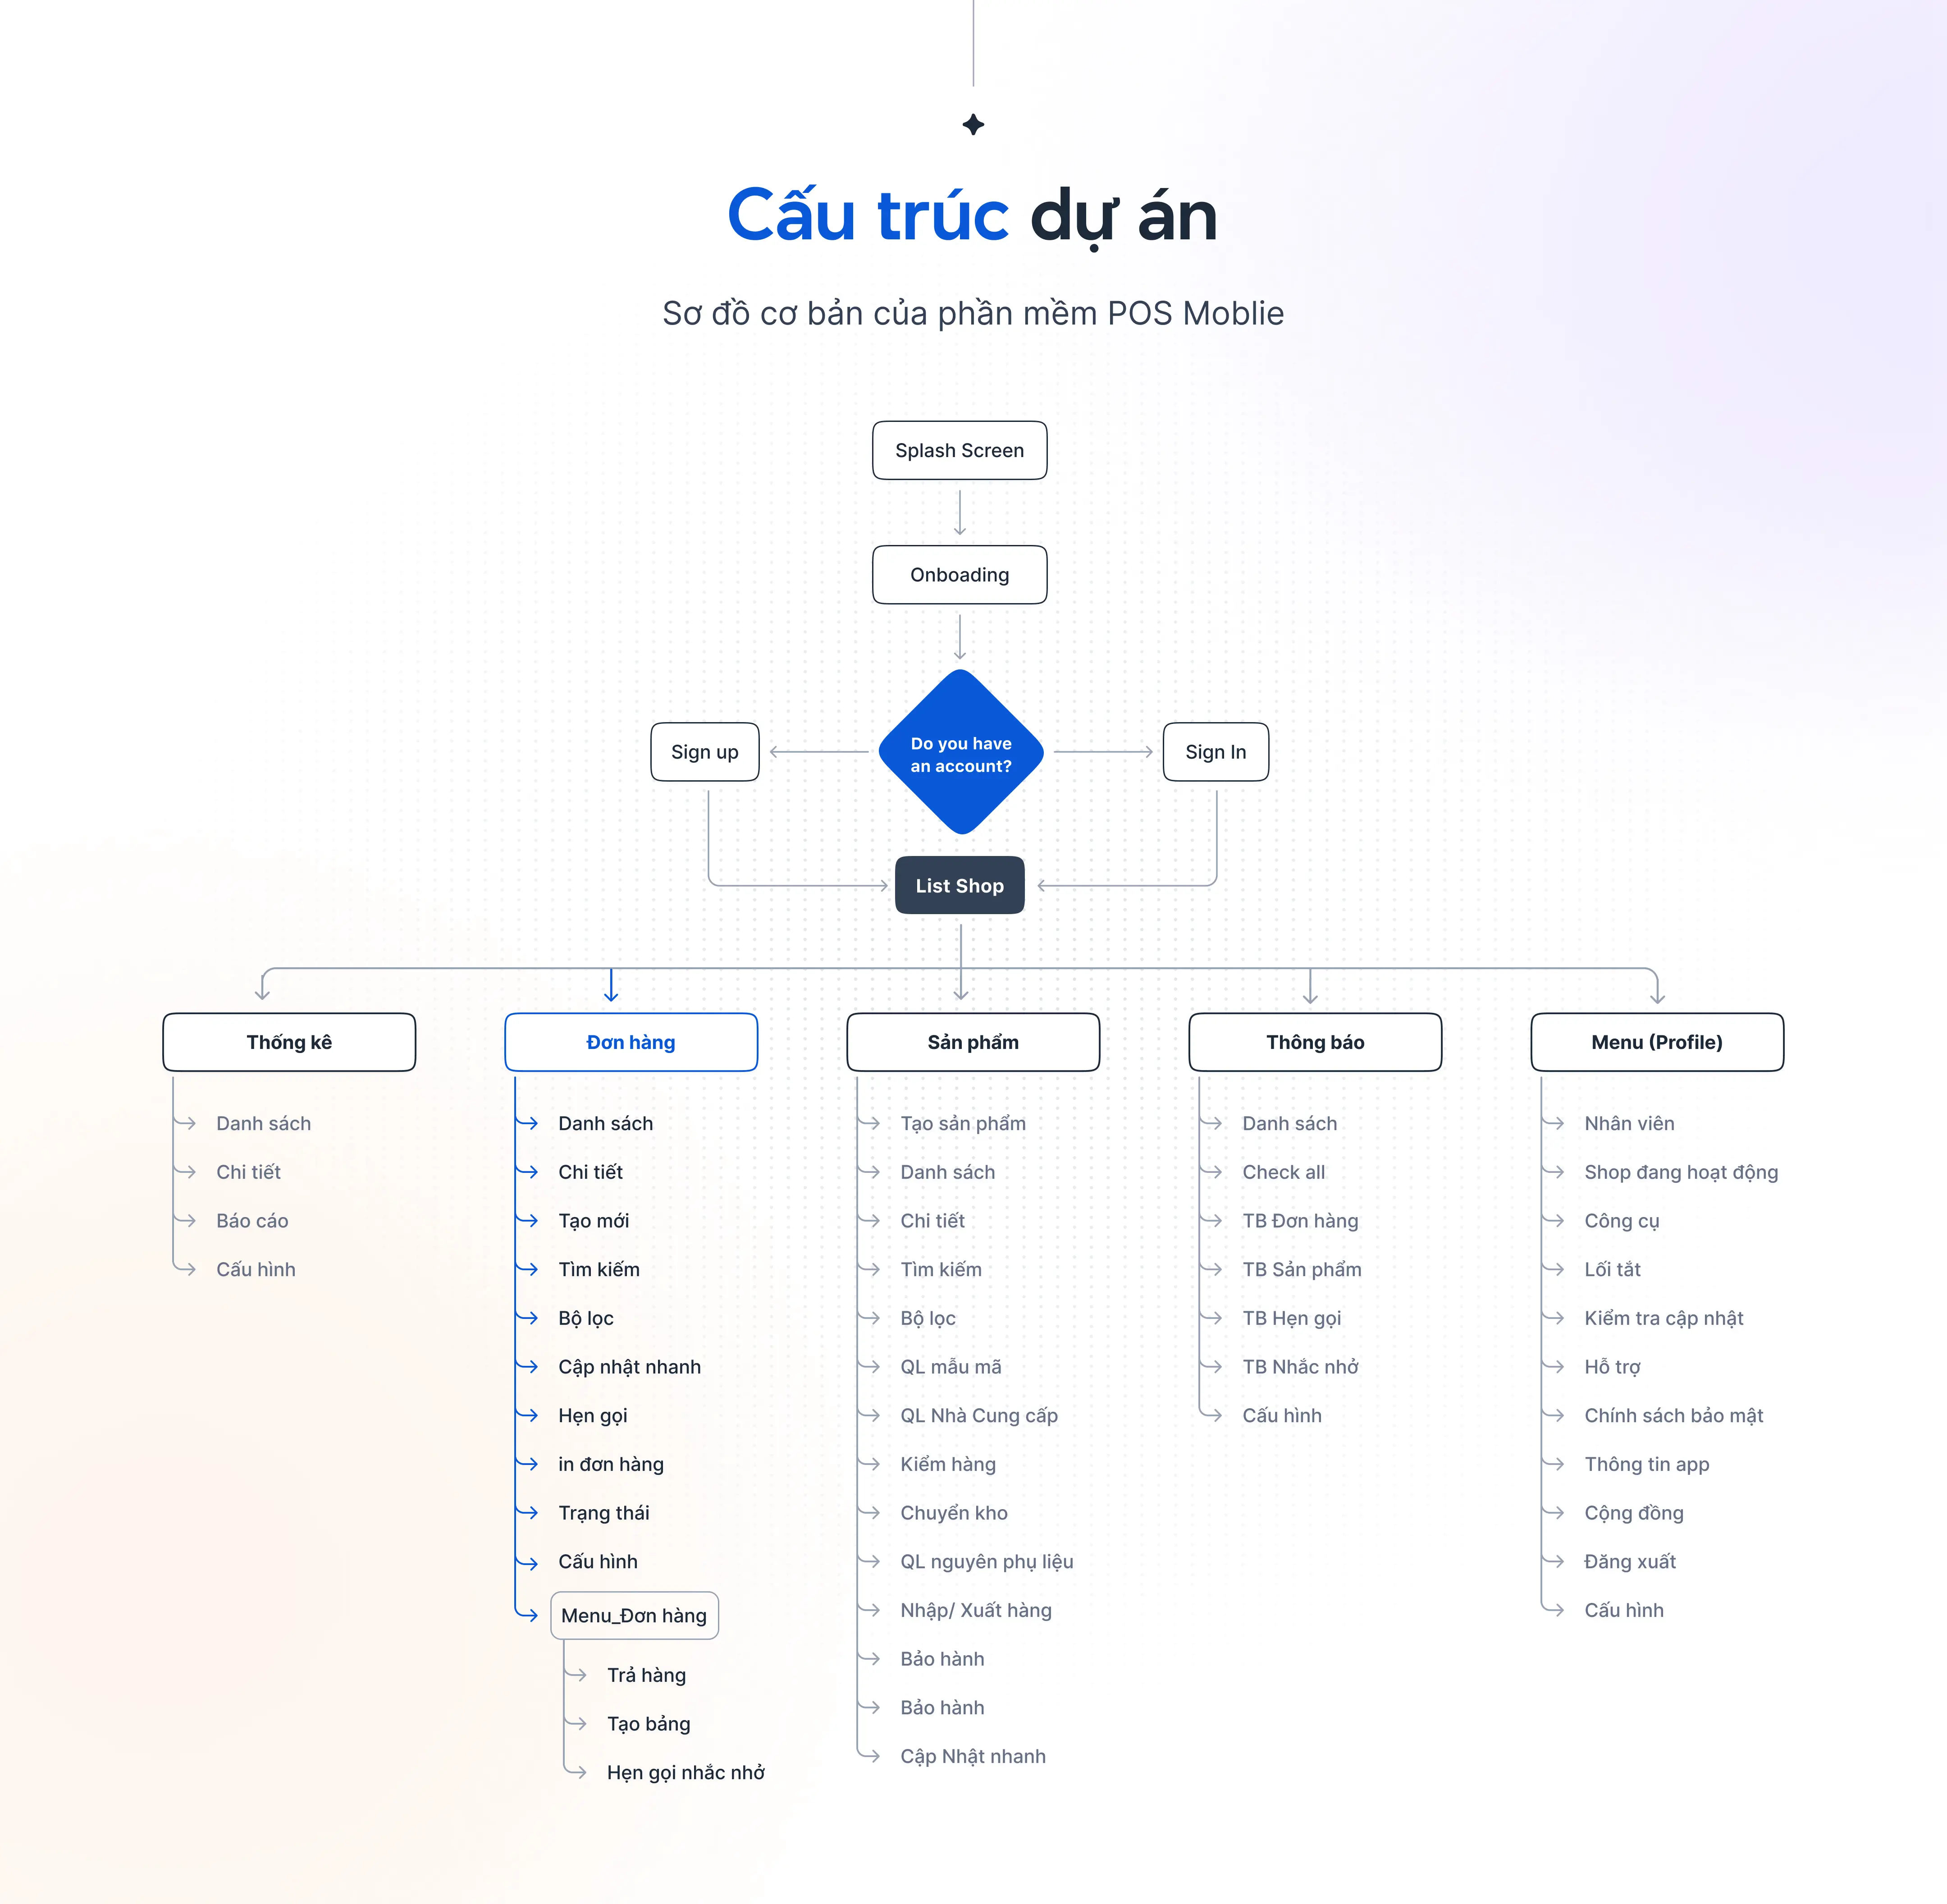 Cấu trúc dự án
Sơ đồ cơ bản của phần mềm POS Moblie
Splash Screen
Onboading
Do you have
an account?
Sign up
Sign In
List Shop
Thống kê
Danh sách
Chi tiết
Báo cáo
Cấu hình
Đơn hàng
Danh sách
Chi tiết
Tạo mới
Tìm kiếm
Bộ lọc
Cập nhật nhanh
Hẹn gọi
in đơn hàng
Trạng thái
Cấu hình
Menu_Đơn hàng
Trả hàng
Tạo bảng
Hẹn gọi nhắc nhở
Sản phẩm
Tạo sản phẩm
Danh sách
Chi tiết
Tìm kiếm
Bộ lọc
QL mẫu mã
QL Nhà Cung cấp
Kiểm hàng
Chuyển kho
QL nguyên phụ liệu
Nhập/ Xuất hàng
Bảo hành
Bảo hành
Cập Nhật nhanh
Thông báo
Danh sách
Check all
TB Đơn hàng
TB Sản phẩm
TB Hẹn gọi
TB Nhắc nhở
Cấu hình
Menu (Profile)
Nhân viên
Shop đang hoạt động
Công cụ
Lối tắt
Kiểm tra cập nhật
Hỗ trợ
Chính sách bảo mật
Thông tin app
Cộng đồng
Đăng xuất
Cấu hình